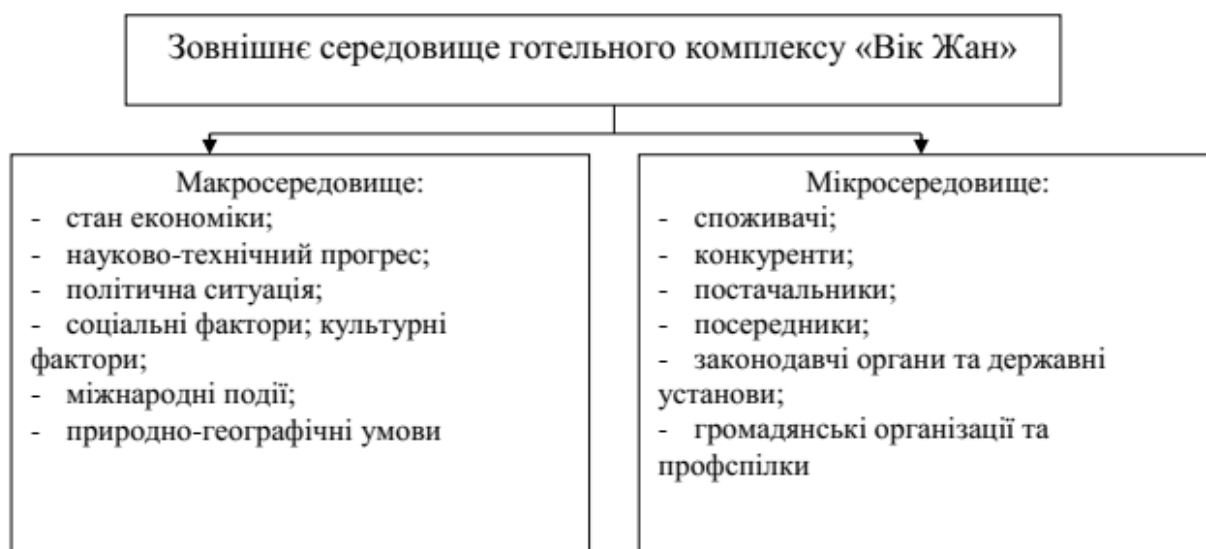 Зовнішнє середовище готельного комплексу «Вік Жан»
Макросередовище:
- стан економіки;
- науково-технічний прогрес;
- політична ситуація;
- соціальні фактори; культурні
фактори;
- міжнародні події;
- природно-географічні умови
Мікросередовище:
- споживачі;
- конкуренти;
- постачальники;
- посередники;
- законодавчі органи та державні
установи;
- громадянські організації та
профспілки